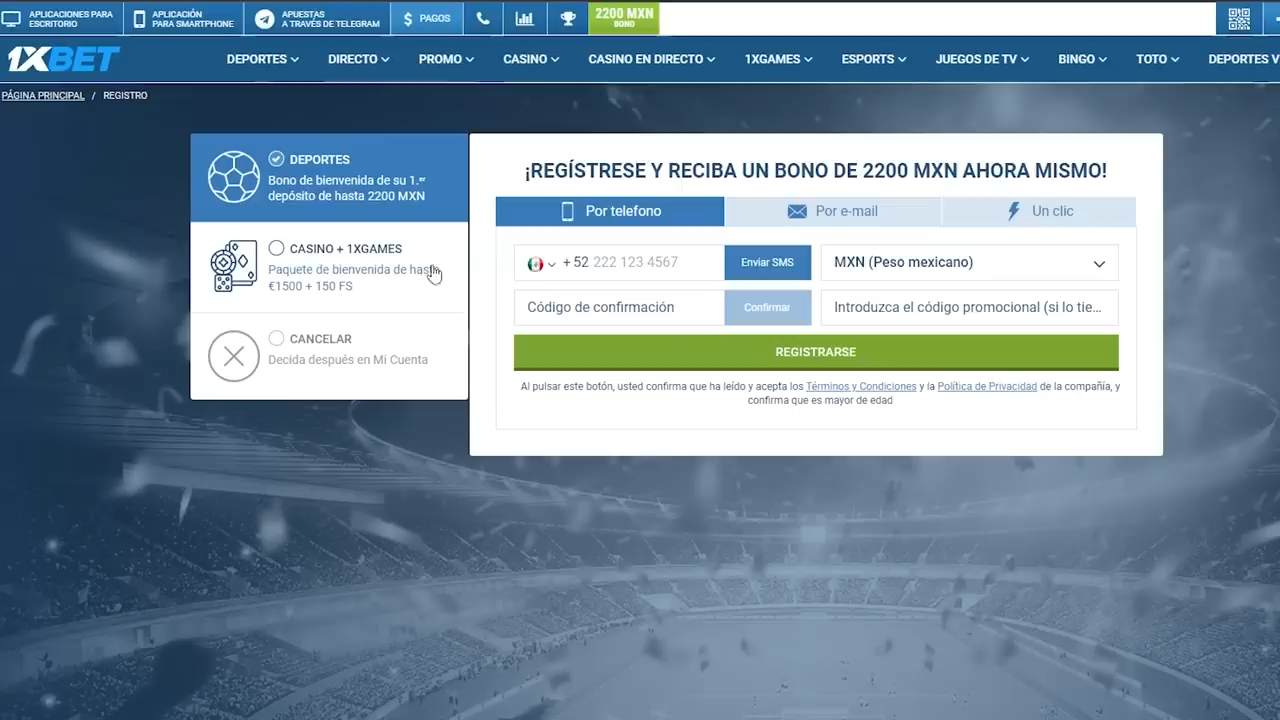 APLICACIONES PARA
ESCRITORIO
APLICACIÓN
PARA SMARTPHONE
APUESTAS
A TRAVÉS DE TELEGRAM
$ PAGOS
2200 MXN
BONO
1XBET
DEPORTES
DIRECTO
PROMO
CASINO
CASINO EN DIRECTO
1XGAMES
ESPORTS
JUEGOS DE TV
BINGO
TOTO
DEPORTES V
PÁGINA PRINCIPAL / REGISTRO
DEPORTES
Bono de bienvenida de su 1.er
depósito de hasta 2200 MXN
CASINO + 1XGAMES
Paquete de bienvenida de hasta
€1500 + 150 FS
CANCELAR
Decida después en Mi Cuenta
¡REGÍSTRESE Y RECIBA UN BONO DE 2200 MXN AHORA MISMO!
Por telefono
Por e-mail
Un clic
+ 52 222 123 4567
Enviar SMS
MXN (Peso mexicano)
Código de confirmación
Confirmar
Introduzca el código promocional (si lo tie...
REGISTRARSE
Al pulsar este botón, usted confirma que ha leído y acepta los Términos y Condiciones y la Política de Privacidad de la compañía, y
confirma que es mayor de edad